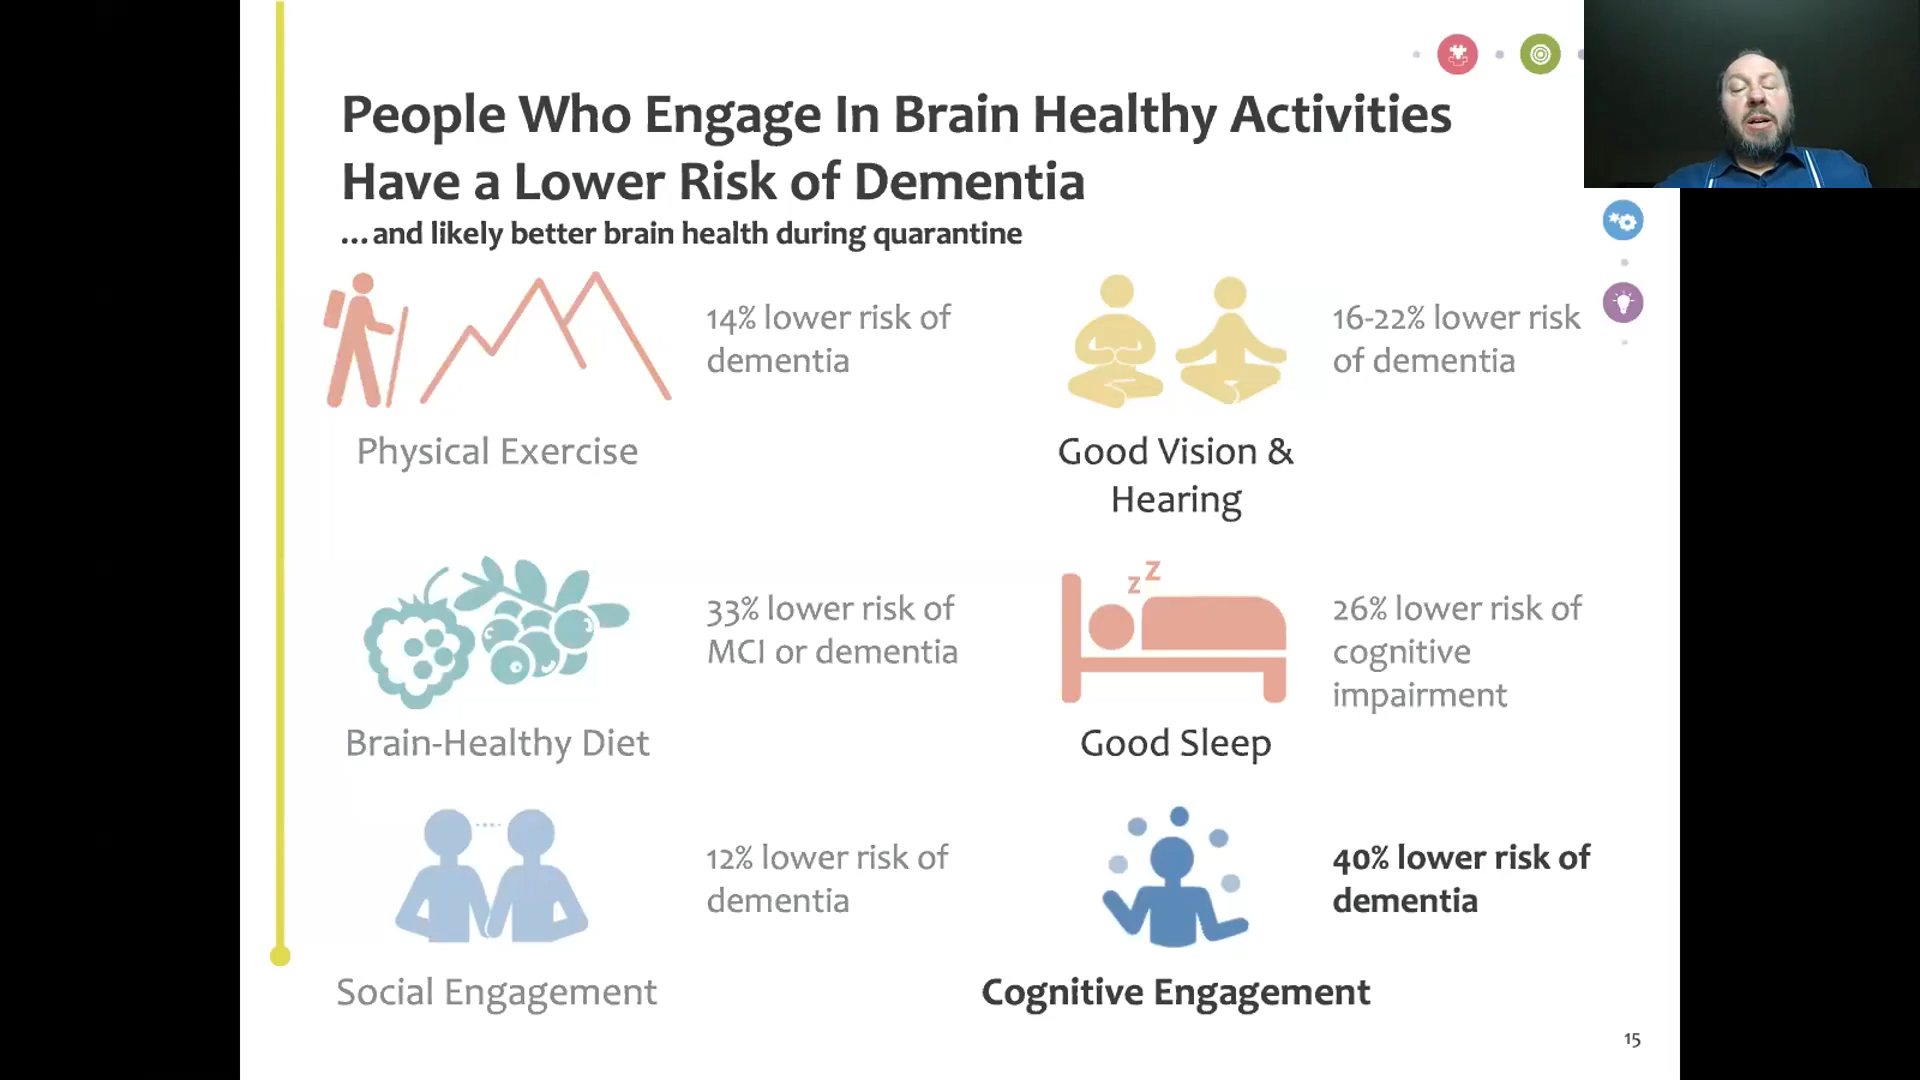 People Who Engage In Brain Healthy Activities
Have a Lower Risk of Dementia
...and likely better brain health during quarantine
14% lower risk of
dementia
Physical Exercise
16-22% lower risk
of dementia
Good Vision &
Hearing
33% lower risk of
MCI or dementia
Brain-Healthy Diet
z z
26% lower risk of
cognitive
impairment
Good Sleep
12% lower risk of
dementia
Social Engagement
40% lower risk of
dementia
Cognitive Engagement
15